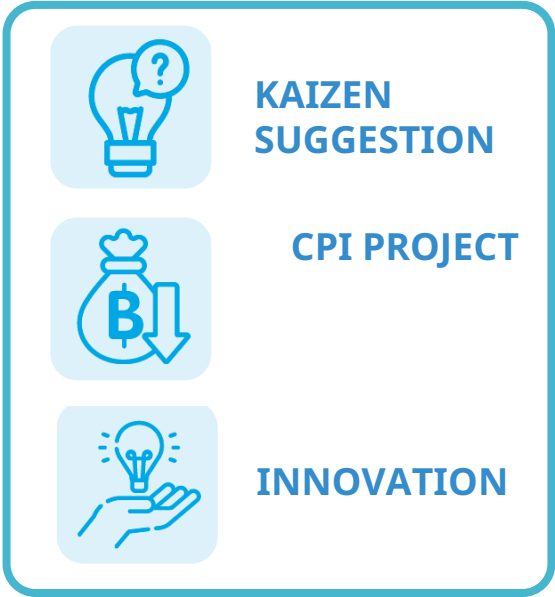 ?
KAIZEN
SUGGESTION
B
CPI PROJECT
INNOVATION